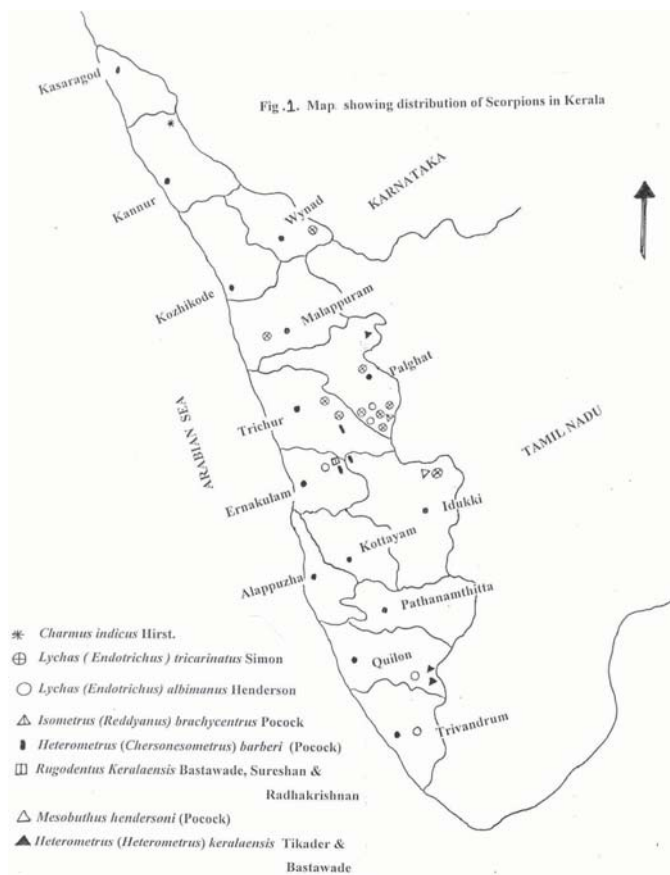 Fig .1. Map showing distribution of Scorpions in Kerala
Kasaragod
Kannur
Wynad
KARNATAKA
Kozhikode
Malappuram
Palghat
Trichur
ARABIAN SEA
TAMIL NADU
Ernakulam
Idukki
Kottayam
Alappuzha
Pathanamthitta
Quilon
Trivandrum
Charmus indicus Hirst.
Lychas ( Endotrichus ) tricarinatus Simon
Lychas (Endotrichus) albimanus Henderson
Isometrus (Reddyanus) brachycentrus Pocock
Heterometrus (Chersonesometrus) barberi (Pocock)
Rugodentus Keralaensis Bastawade, Sureshan &
Radhakrishnan
Mesobuthus hendersoni (Pocock)
Heterometrus (Heterometrus) keralaensis Tikader &
Bastawade